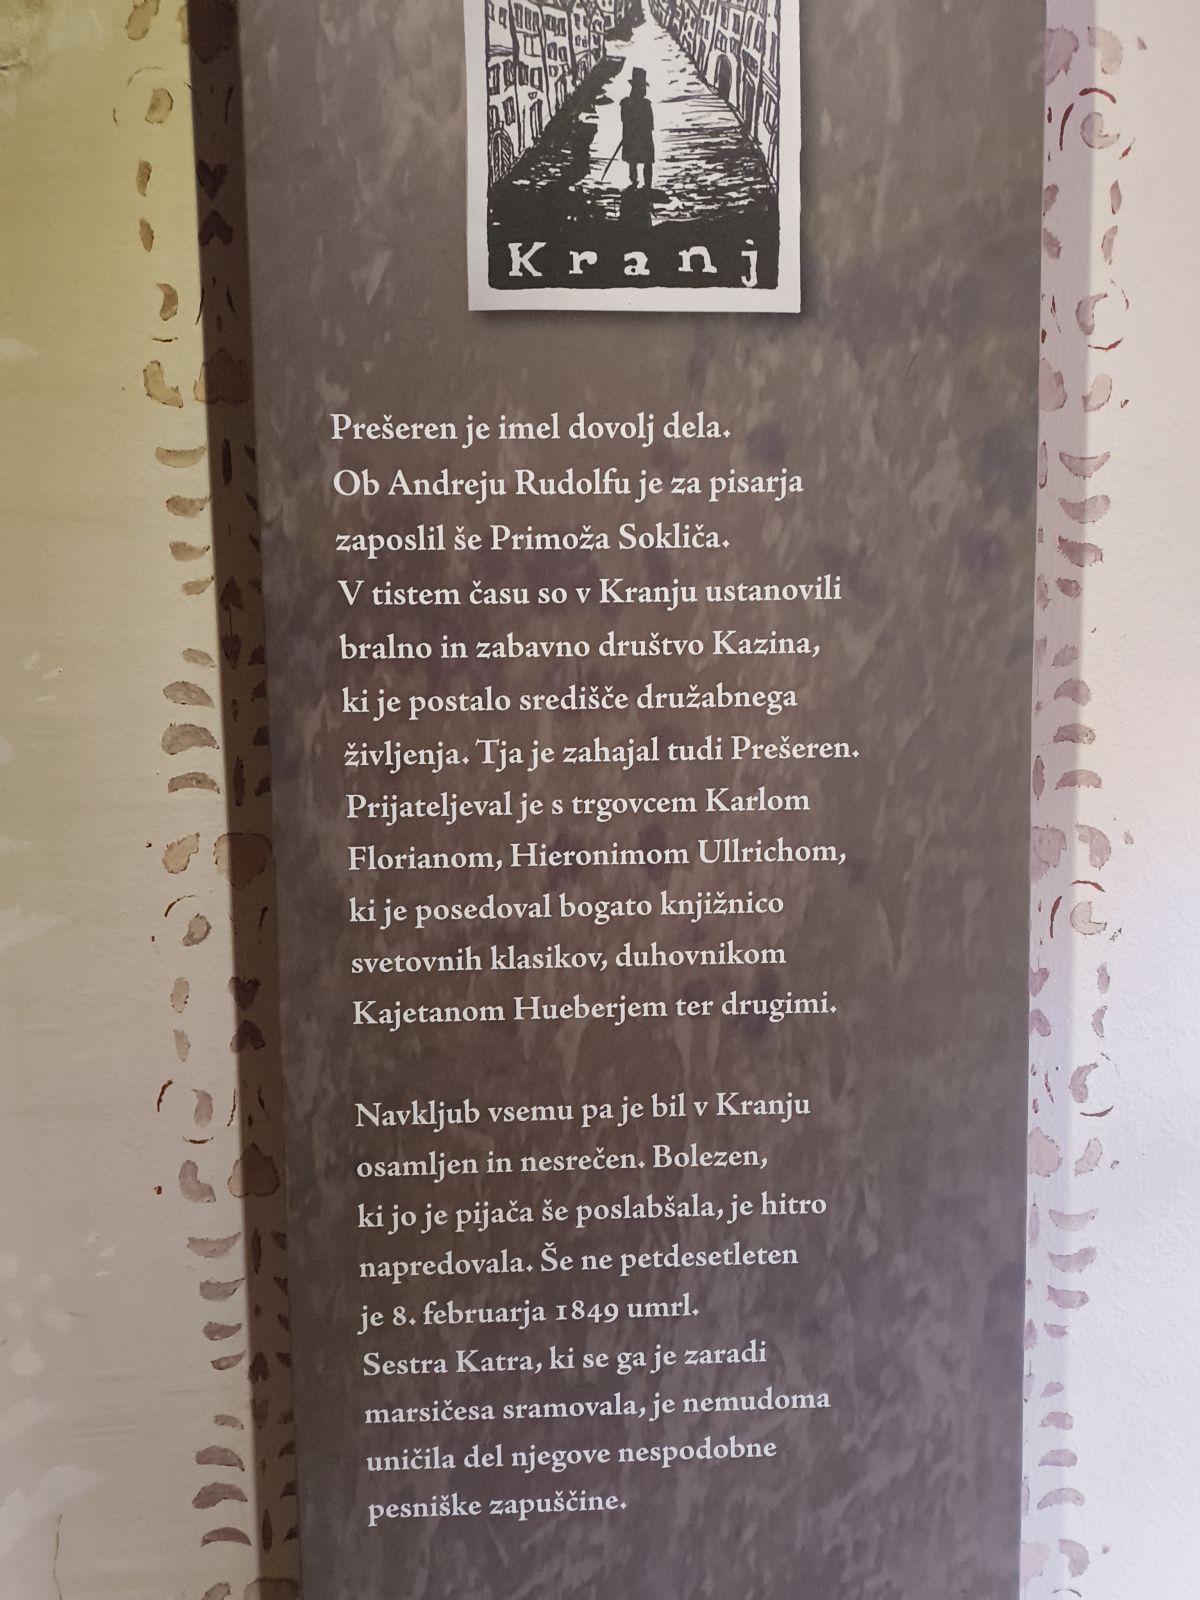 Kranj
Prešeren je imel dovolj dela.
Ob Andreju Rudolfu je za pisarja
zaposlil še Primoža Sokliča.
V tistem času so v Kranju ustanovili
bralno in zabavno društvo Kazina,
ki je postalo središče družabnega
življenja. Tja je zahajal tudi Prešeren.
Prijateljeval je s trgovcem Karlom
Florianom, Hieronimom Ullrichom,
ki je posedoval bogato knjižnico
svetovnih klasikov, duhovnikom
Kajetanom Hueberjem ter drugimi.
Navkljub vsemu pa je bil v Kranju
osamljen in nesrečen. Bolezen,
ki jo je pijača še poslabšala, je hitro
napredovala. Še ne petdesetleten
je 8. februarja 1849 umrl.
Sestra Katra, ki se ga je zaradi
marsičesa sramovala, je nemudoma
uničila del njegove nespodobne
pesniške zapuščine.